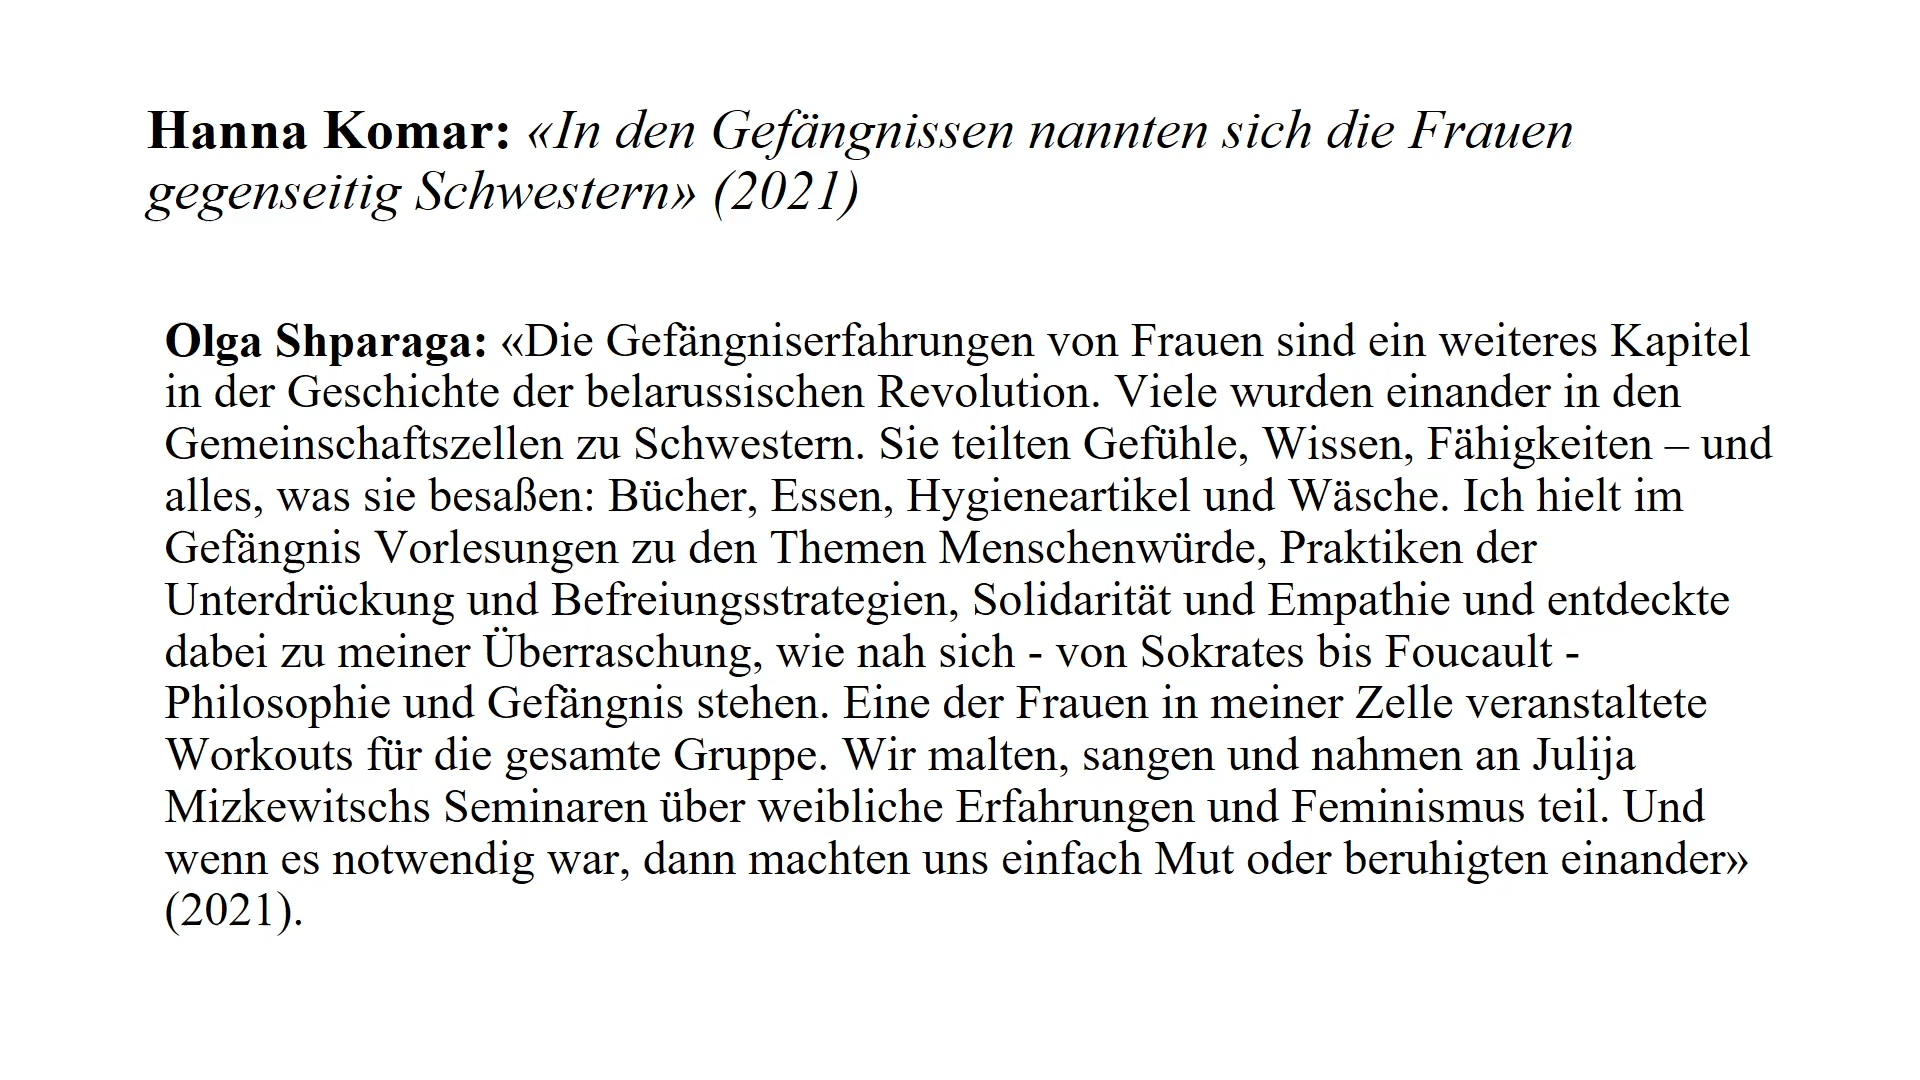 Hanna Komar: «In den Gefängnissen nannten sich die Frauen
gegenseitig Schwestern» (2021)
Olga Shparaga: «Die Gefängniserfahrungen von Frauen sind ein weiteres Kapitel
in der Geschichte der belarussischen Revolution. Viele wurden einander in den
Gemeinschaftszellen zu Schwestern. Sie teilten Gefühle, Wissen, Fähigkeiten – und
alles, was sie besaßen: Bücher, Essen, Hygieneartikel und Wäsche. Ich hielt im
Gefängnis Vorlesungen zu den Themen Menschenwürde, Praktiken der
Unterdrückung und Befreiungsstrategien, Solidarität und Empathie und entdeckte
dabei zu meiner Überraschung, wie nah sich - von Sokrates bis Foucault -
Philosophie und Gefängnis stehen. Eine der Frauen in meiner Zelle veranstaltete
Workouts für die gesamte Gruppe. Wir malten, sangen und nahmen an Julija
Mizkewitschs Seminaren über weibliche Erfahrungen und Feminismus teil. Und
wenn es notwendig war, dann machten uns einfach Mut oder beruhigten einander»
(2021).